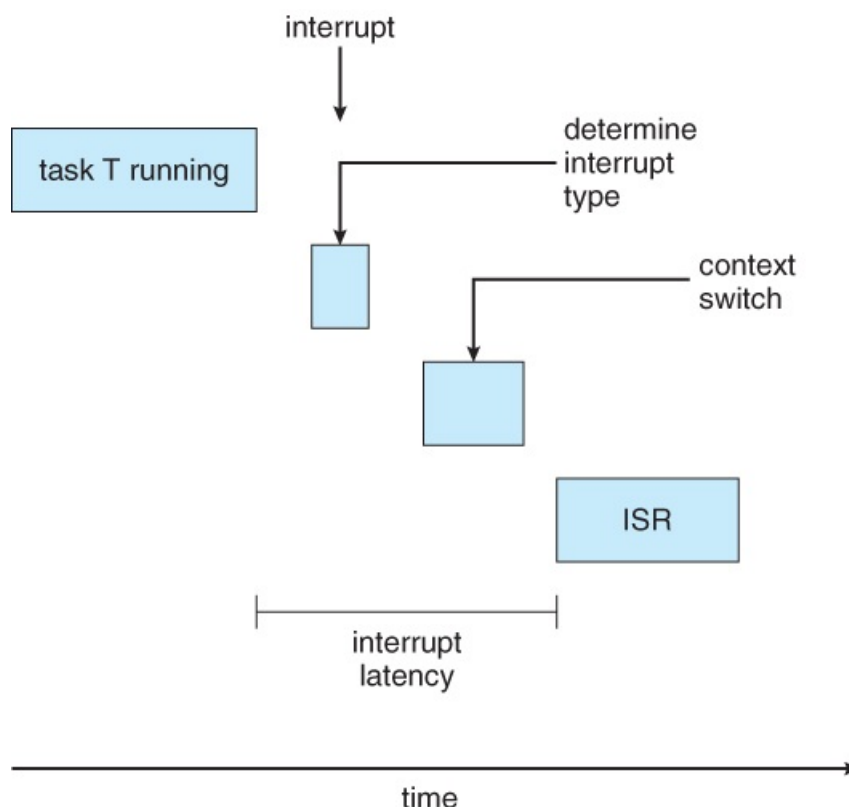 interrupt
task T running
determine
interrupt
type
context
switch
ISR
interrupt
latency
time